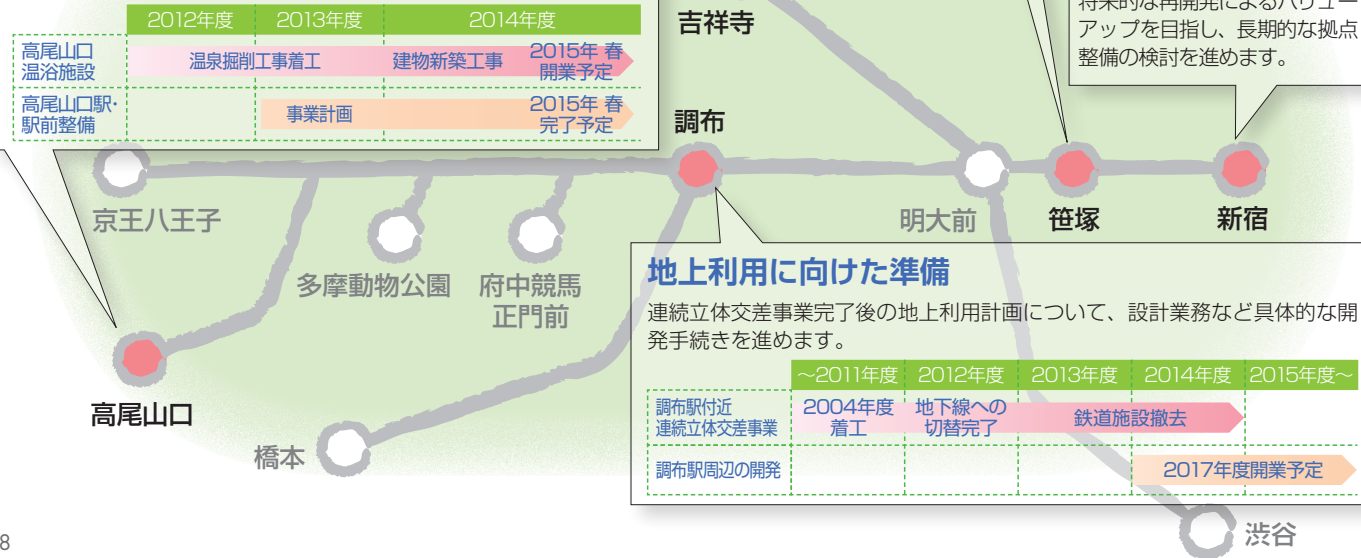 2012年度 2013年度 2014年度
高尾山口
温浴施設
温泉掘削工事着工
建物新築工事
2015年 春
開業予定
高尾山口駅・
駅前整備
事業計画
2015年 春
完了予定
吉祥寺
将来的な再開発によるバリュー
アップを目指し、長期的な拠点
整備の検討を進めます。
調布
京王八王子
多摩動物公園
府中競馬
正門前
明大前
笹塚
新宿
高尾山口
橋本
地上利用に向けた準備
連続立体交差事業完了後の地上利用計画について、設計業務など具体的な開
発手続きを進めます。
～2011年度 2012年度 2013年度 2014年度 2015年度～
調布駅付近
連続立体交差事業
2004年度
着工
地下線への
切替完了
鉄道施設撤去
調布駅周辺の開発
2017年度開業予定
渋谷
8